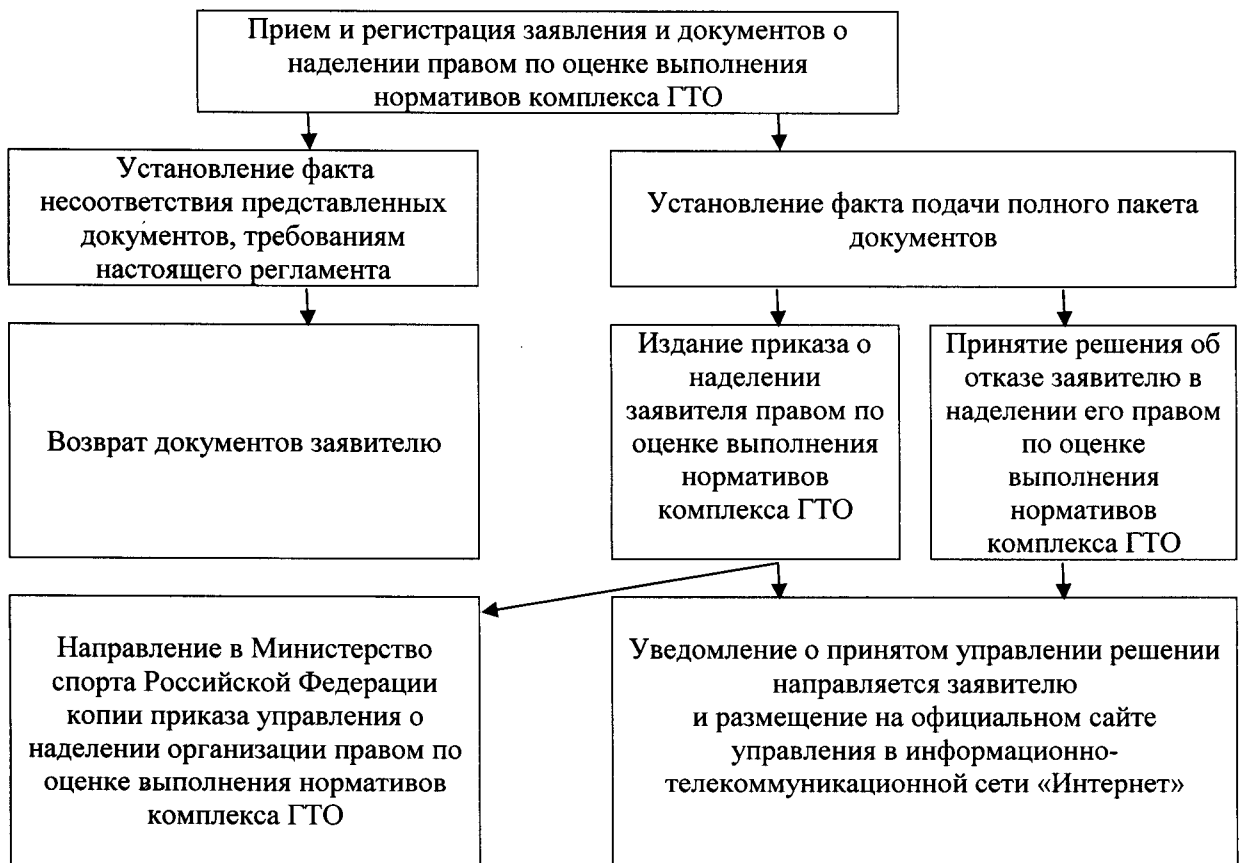 Прием и регистрация заявления и документов о
наделении правом по оценке выполнения
нормативов комплекса ГТО
Установление факта
несоответствия представленных
документов, требованиям
настоящего регламента
Установление факта подачи полного пакета
документов
Возврат документов заявителю
Издание приказа о
наделении
заявителя правом по
оценке выполнения
нормативов
комплекса ГТО
Принятие решения об
отказе заявителю в
наделении его правом
по оценке
выполнения
нормативов
комплекса ГТО
Направление в Министерство
спорта Российской Федерации
копии приказа управления о
наделении организации правом по
оценке выполнения нормативов
комплекса ГТО
Уведомление о принятом управлении решении
направляется заявителю
и размещение на официальном сайте
управления в информационно-
телекоммуникационной сети «Интернет»